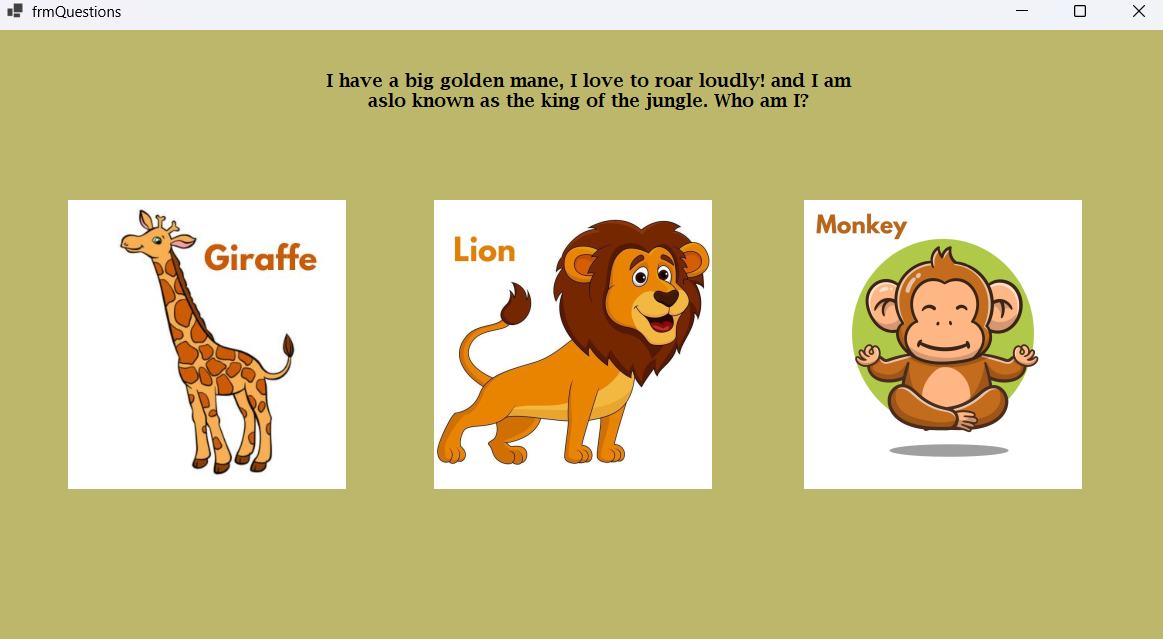 frmQuestions
I have a big golden mane, I love to roar loudly! and I am
aslo known as the king of the jungle. Who am I?
Giraffe
Lion
Monkey